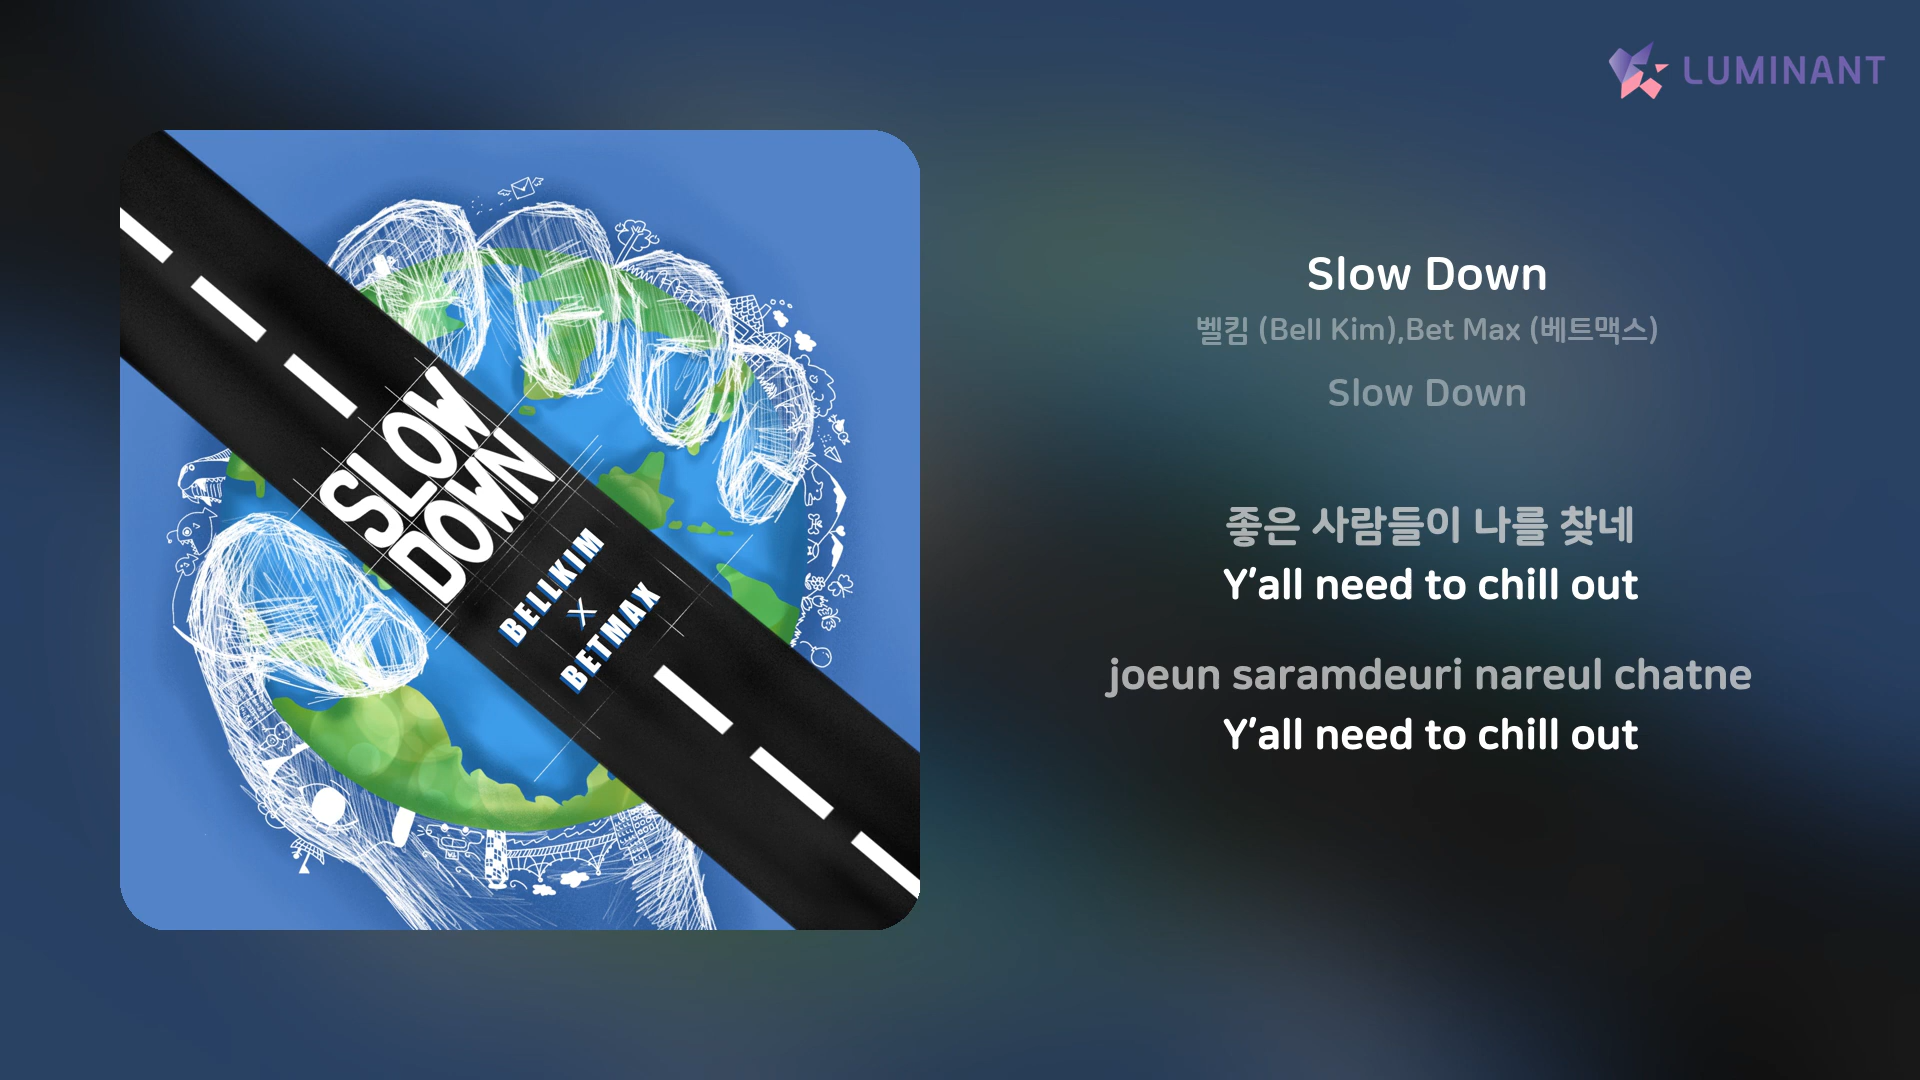 LUMINANT
SLOW
DOWN
BELLKIM
X
BETMAX
Slow Down
벨킴 (Bell Kim),Bet Max (베트맥스)
Slow Down
좋은 사람들이 나를 찾네
Y'all need to chill out
joeun saramdeuri nareul chatne
Y'all need to chill out